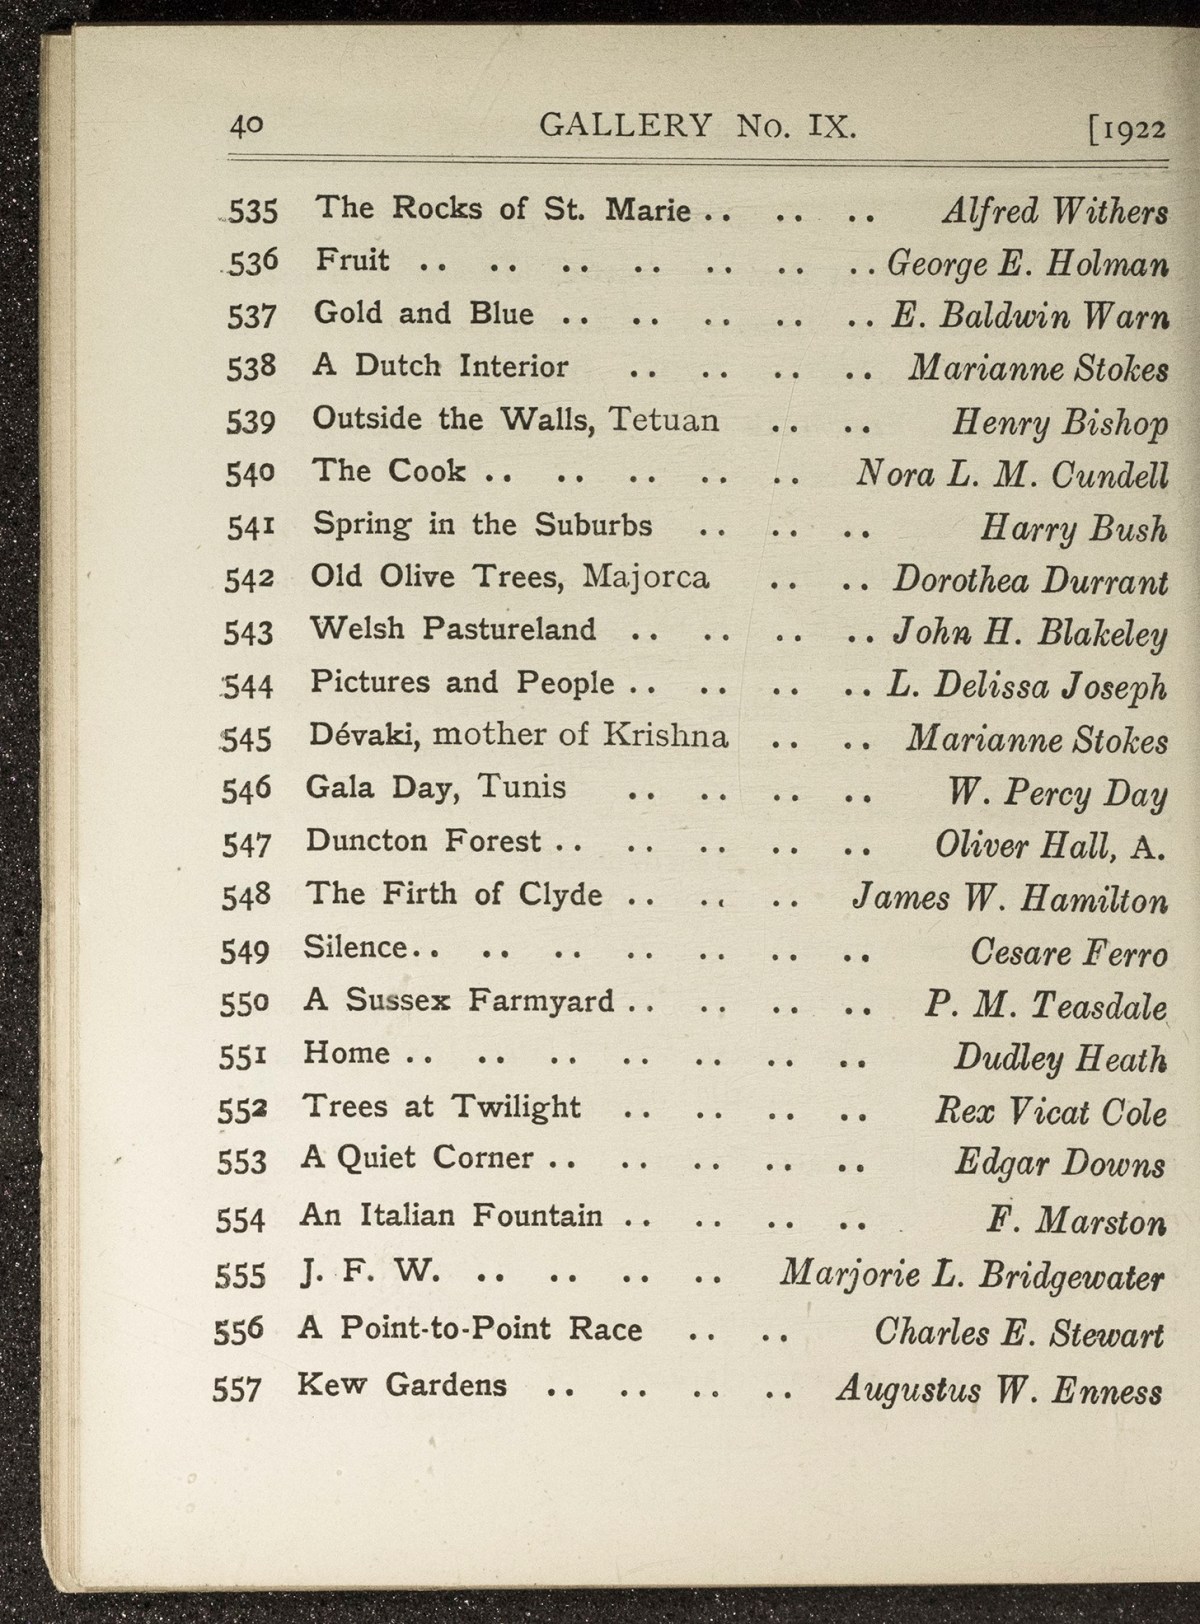 40 GALLERY No. IX. [1922
535 The Rocks of St. Marie .. .. .. Alfred Withers
536 Fruit .. .. .. .. .. .. .. George E. Holman
537 Gold and Blue .. .. .. .. .. E. Baldwin Warn
538 A Dutch Interior .. .. .. .. Marianne Stokes
539 Outside the Walls, Tetuan .. .. Henry Bishop
540 The Cook .. .. .. .. .. Nora L. M. Cundell
541 Spring in the Suburbs .. .. .. Harry Bush
542 Old Olive Trees, Majorca .. .. Dorothea Durrant
543 Welsh Pastureland .. .. .. .. John H. Blakeley
544 Pictures and People .. .. .. .. L. Delissa Joseph
545 Dévaki, mother of Krishna .. .. Marianne Stokes
546 Gala Day, Tunis .. .. .. .. W. Percy Day
547 Duncton Forest .. .. .. .. .. Oliver Hall, A.
548 The Firth of Clyde .. .. .. James W. Hamilton
549 Silence .. .. .. .. .. .. .. Cesare Ferro
550 A Sussex Farmyard .. .. .. .. P. M. Teasdale
551 Home .. .. .. .. .. .. .. Dudley Heath
552 Trees at Twilight .. .. .. .. Rex Vicat Cole
553 A Quiet Corner .. .. .. .. .. Edgar Downs
554 An Italian Fountain .. .. .. .. F. Marston
555 J. F. W. .. .. .. .. Marjorie L. Bridgewater
556 A Point-to-Point Race .. .. Charles E. Stewart
557 Kew Gardens .. .. .. .. Augustus W. Enness